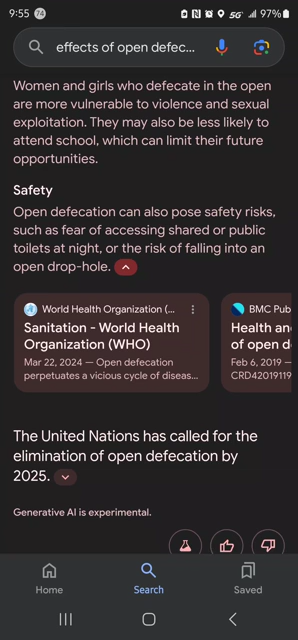 9:55 74 5G 97%
effects of open defec...
Women and girls who defecate in the open
are more vulnerable to violence and sexual
exploitation. They may also be less likely to
attend school, which can limit their future
opportunities.
Safety
Open defecation can also pose safety risks,
such as fear of accessing shared or public
toilets at night, or the risk of falling into an
open drop-hole.
World Health Organization (...
Sanitation - World Health
Organization (WHO)
Mar 22, 2024 — Open defecation
perpetuates a vicious cycle of diseas...
BMC Pub
Health an
of open d
Feb 6, 2019 —
CRD42019119
The United Nations has called for the
elimination of open defecation by
2025.
Generative AI is experimental.
Home Search Saved